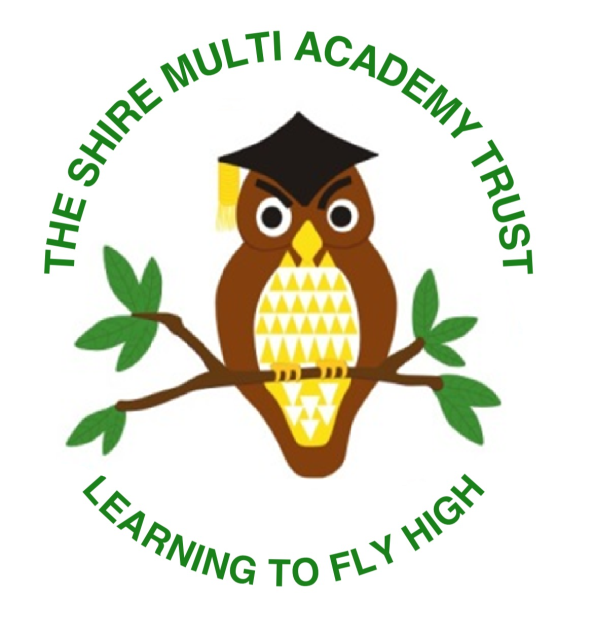 THE SHIRE MULTI ACADEMY TRUST
LEARNING TO FLY HIGH